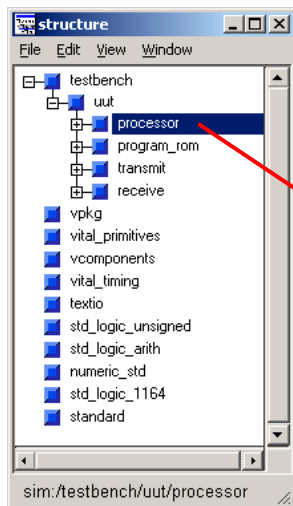 structure
File Edit View Window
testbench
uut
processor
program_rom
transmit
receive
vpkg
vital_primitives
vcomponents
vital_timing
textio
std_logic_unsigned
std_logic_arith
numeric_std
std_logic_1164
standard
sim:/testbench/uut/processor